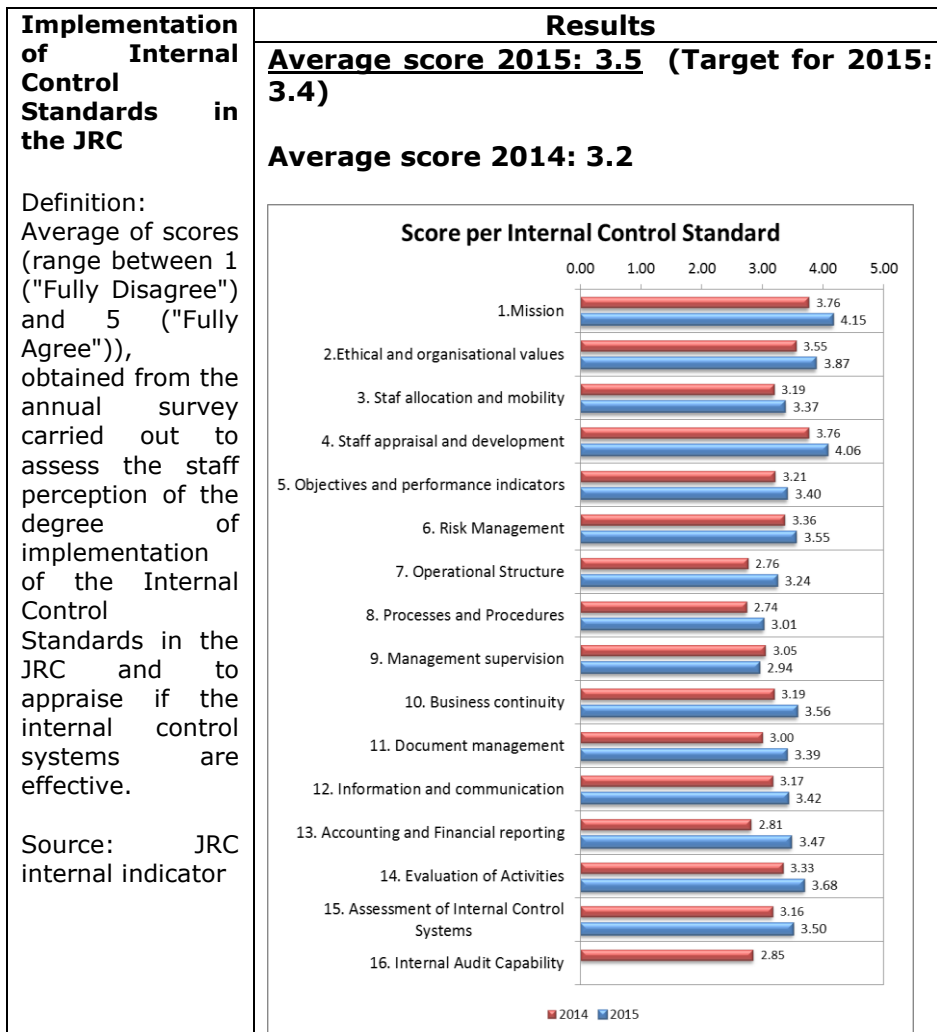 Implementation
of Internal
Control
Standards in
the JRC
Definition:
Average of scores
(range between 1
("Fully Disagree")
and 5 ("Fully
Agree")),
obtained from the
annual survey
carried out to
assess the staff
perception of the
degree of
implementation
of the Internal
Control
Standards in the
JRC and to
appraise if the
internal control
systems are
effective.
Source: JRC
internal indicator
Results
Average score 2015: 3.5 (Target for 2015:
3.4)
Average score 2014: 3.2
Score per Internal Control Standard
0.00 1.00 2.00 3.00 4.00 5.00
1.Mission 3.76
4.15
2.Ethical and organisational values 3.55
3.87
3. Staf allocation and mobility 3.19
3.37
4. Staff appraisal and development 3.76
4.06
5. Objectives and performance indicators 3.21
3.40
6. Risk Management 3.36
3.55
7. Operational Structure 2.76
3.24
8. Processes and Procedures 2.74
3.01
9. Management supervision 3.05
2.94
10. Business continuity 3.19
3.56
11. Document management 3.00
3.39
12. Information and communication 3.17
3.42
13. Accounting and Financial reporting 2.81
3.47
14. Evaluation of Activities 3.33
3.68
15. Assessment of Internal Control 3.16
Systems 3.50
16. Internal Audit Capability 2.85
2014 2015